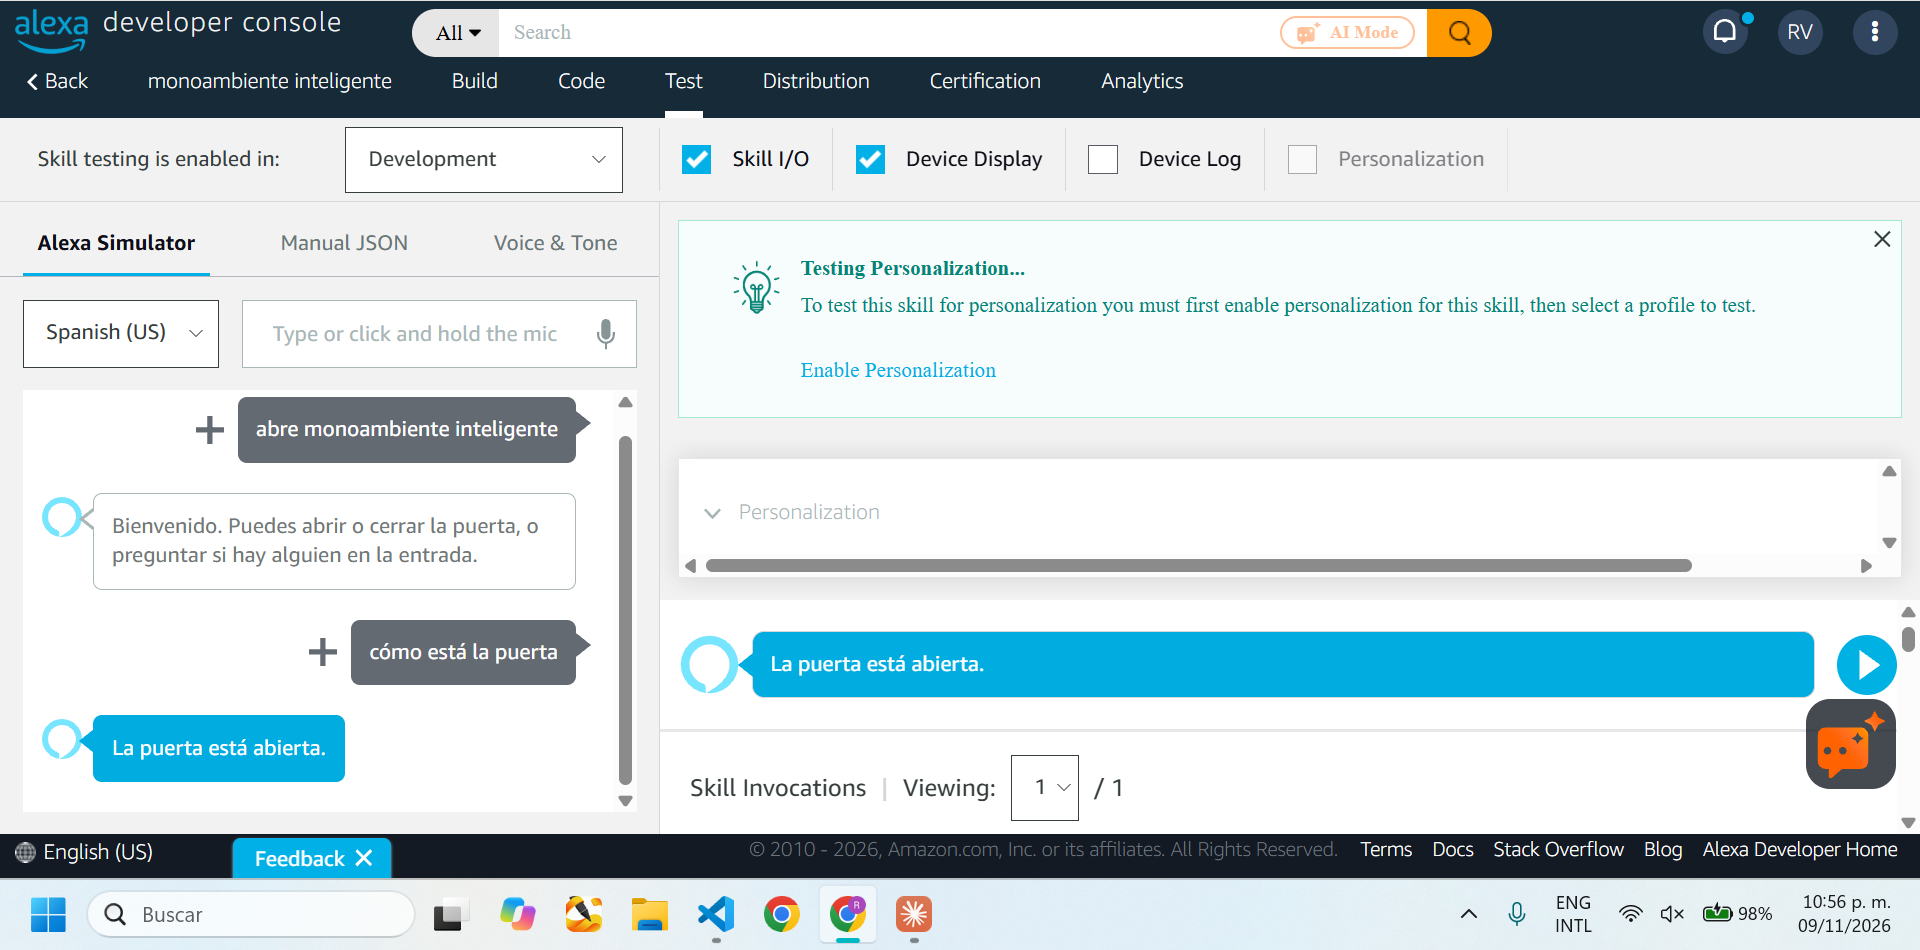 alexa developer console
All
Search
AI Mode
RV
Back
monoambiente inteligente
Build
Code
Test
Distribution
Certification
Analytics
Skill testing is enabled in:
Development
Skill I/O
Device Display
Device Log
Personalization
Alexa Simulator
Manual JSON
Voice & Tone
Spanish (US)
Type or click and hold the mic
abre monoambiente inteligente
Bienvenido. Puedes abrir o cerrar la puerta, o
preguntar si hay alguien en la entrada.
cómo está la puerta
La puerta está abierta.
Testing Personalization...
To test this skill for personalization you must first enable personalization for this skill, then select a profile to test.
Enable Personalization
Personalization
La puerta está abierta.
Skill Invocations | Viewing: 1 / 1
English (US)
Feedback
© 2010 - 2026, Amazon.com, Inc. or its affiliates. All Rights Reserved.
Terms
Docs
Stack Overflow
Blog
Alexa Developer Home
Buscar
R
ENG
INTL
98%
10:56 p. m.
09/11/2026